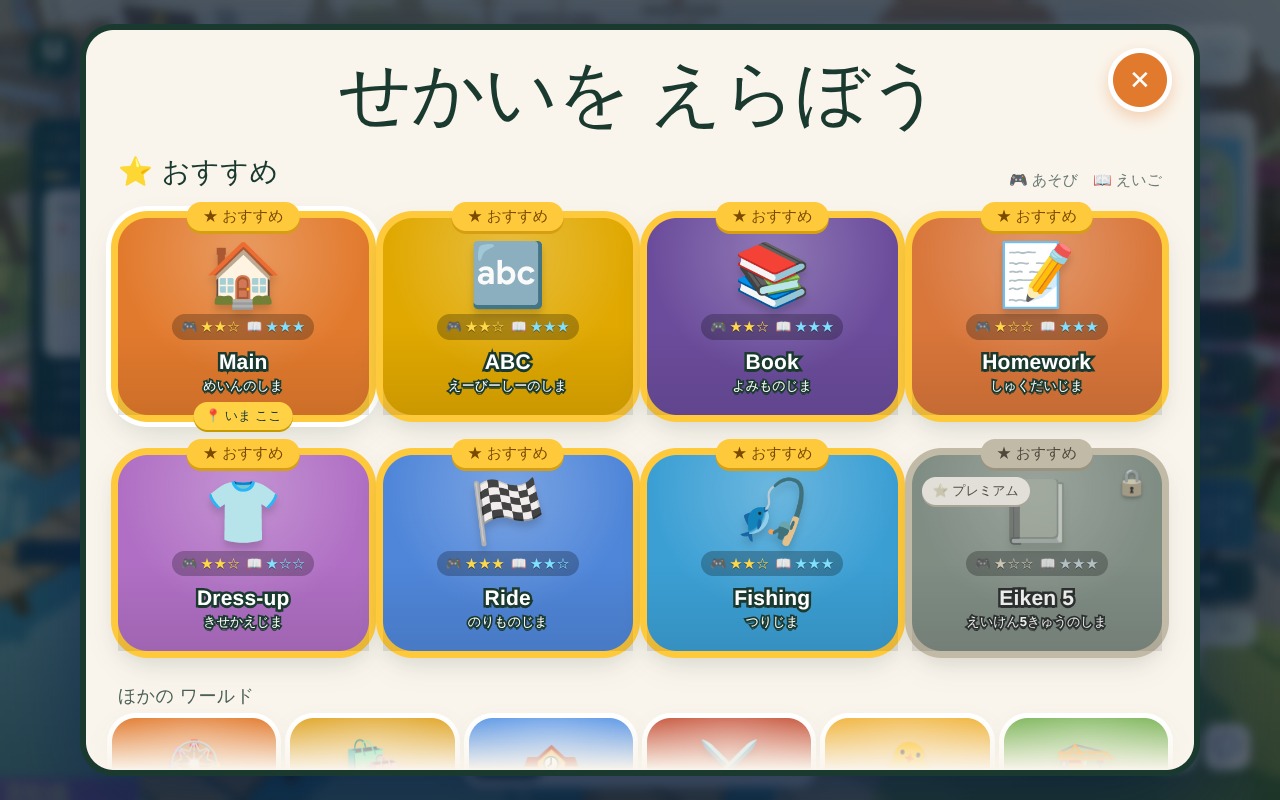 せかいを えらぼう
おすすめ
あそび えいご
★ おすすめ
Main
めいんのしま
いま ここ
★ おすすめ
abc
ABC
えーびーしーのしま
★ おすすめ
Book
よみものじま
★ おすすめ
Homework
しゅくだいじま
★ おすすめ
Dress-up
きせかえじま
★ おすすめ
Ride
のりものじま
★ おすすめ
Fishing
つりじま
★ おすすめ
プレミアム
Eiken 5
えいけん5きゅうのしま
ほかの ワールド